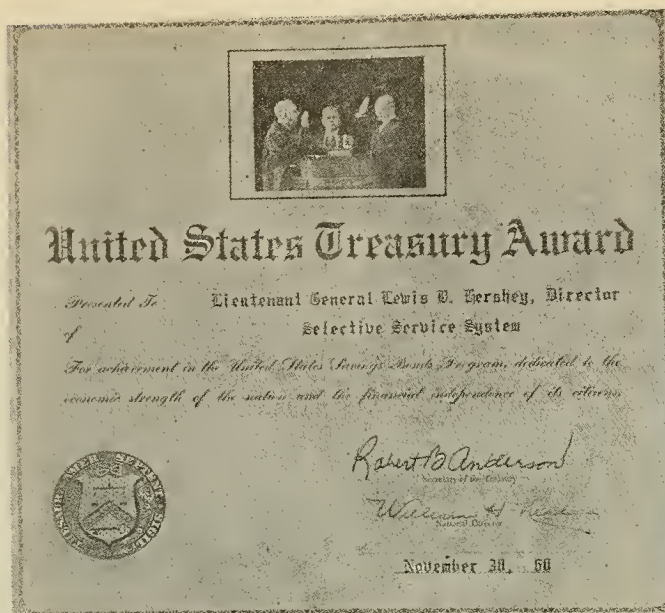 United States Treasury Award
Presented To Lieutenant General Lewis B. Hershey, Director
of Selective Service System
For achievement in the United States Savings Bonds Program, dedicated to the
economic strength of the nation and the financial independence of its citizens
Robert B Anderson
Secretary of the Treasury
William H
National Director
November 30, 60